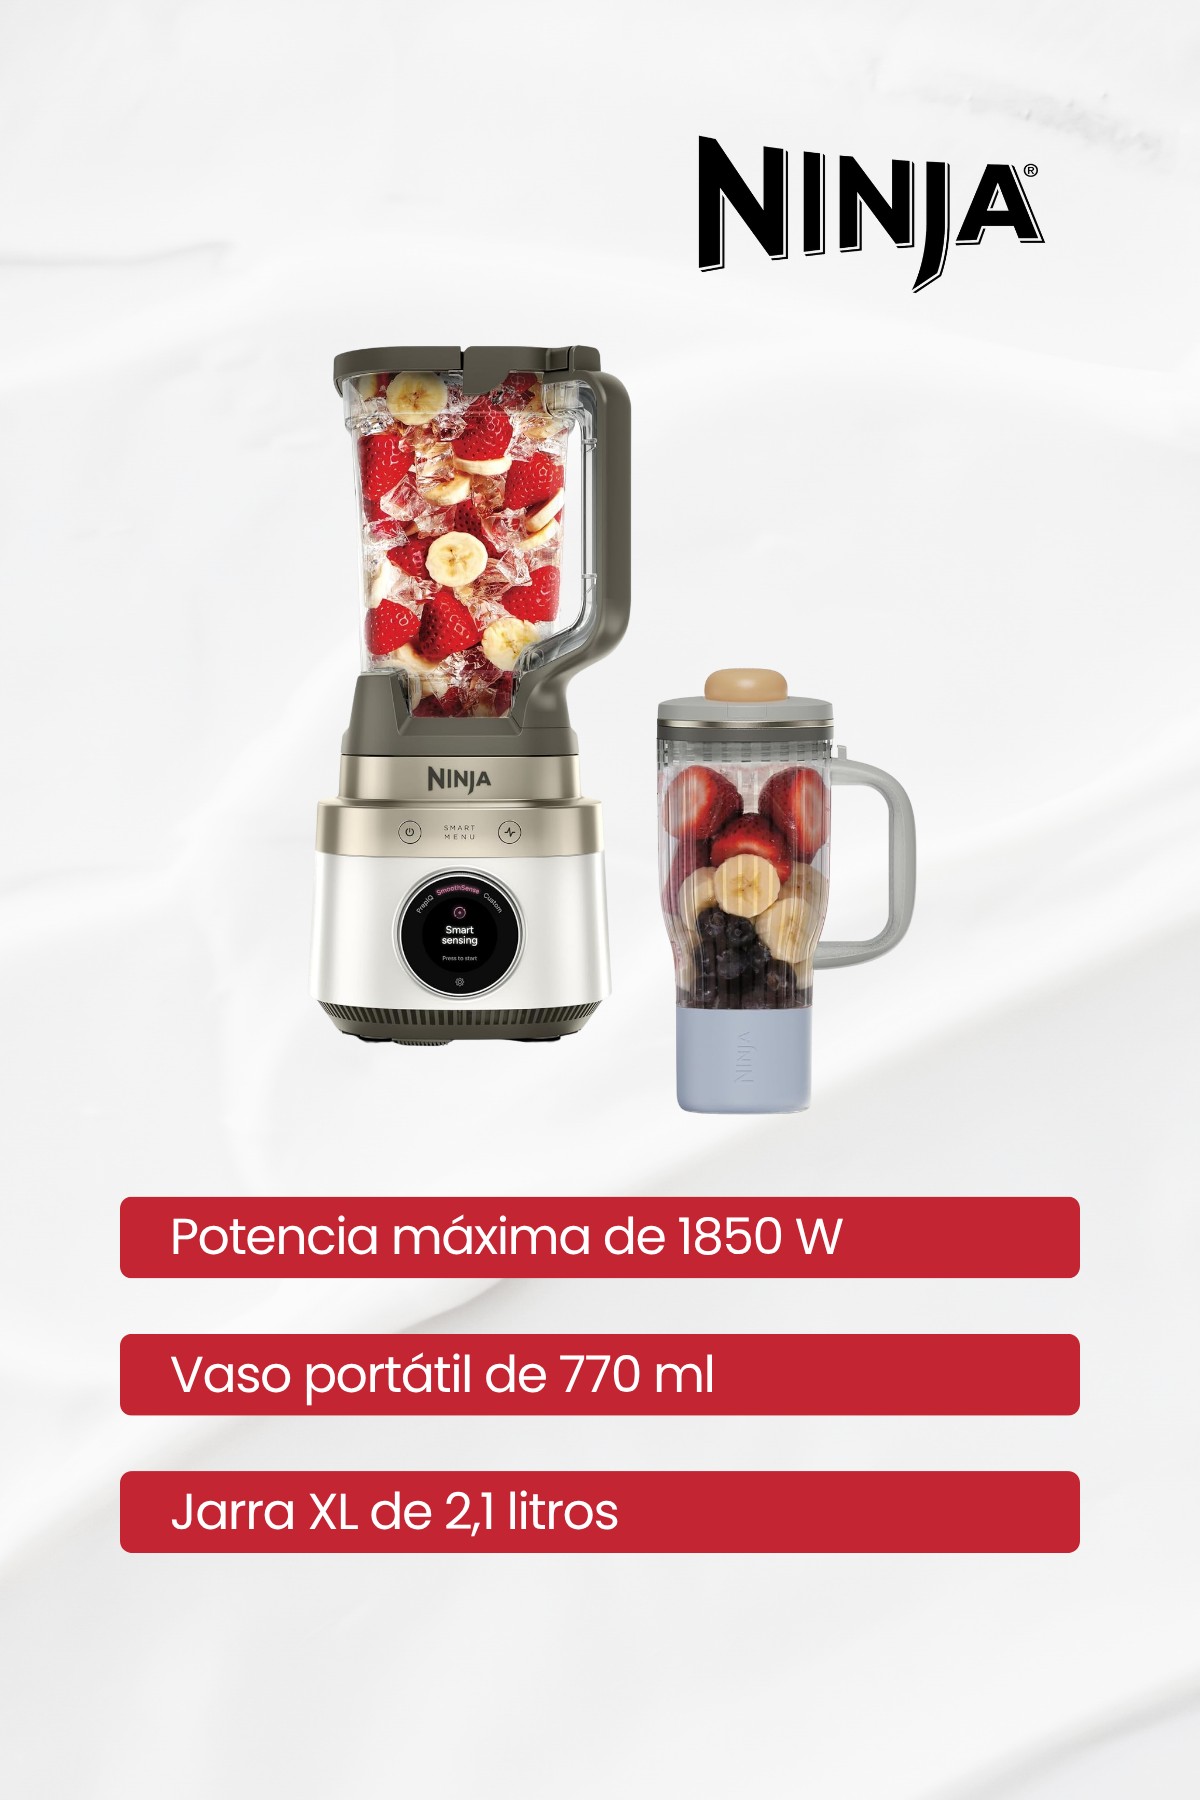 NINJA®
NINJA
SMART
MENU
PrepIQ SmoothSense Custom
Smart
sensing
Press to start
NINJA
Potencia máxima de 1850 W
Vaso portátil de 770 ml
Jarra XL de 2,1 litros